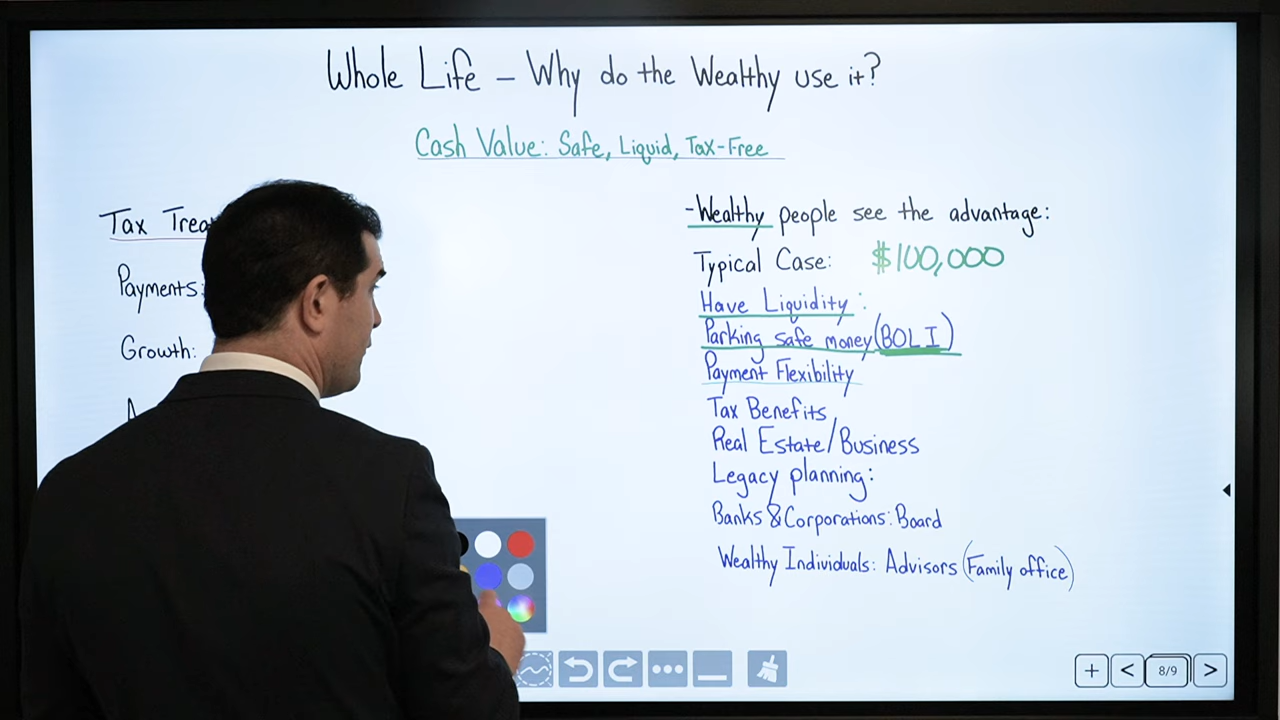 Whole Life – Why do the Wealthy use it?
Cash Value: Safe, Liquid, Tax-Free
Tax
Payments:
Growth:
-Wealthy people see the advantage:
Typical Case: $100,000
Have Liquidity:
Parking safe money (BOLI)
Payment Flexibility
Tax Benefits
Real Estate/Business
Legacy planning:
Banks & Corporations: Board
Wealthy Individuals: Advisors (Family office)
8/9